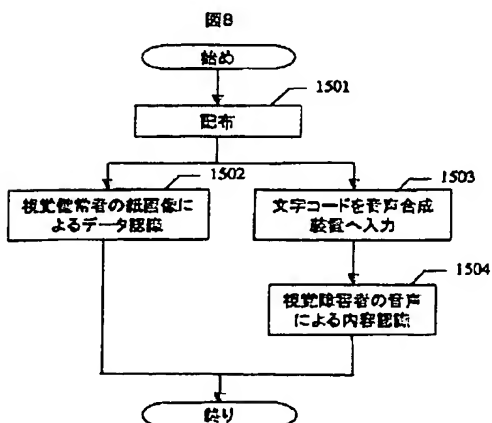 図8
始め
1501
配布
1502
視覚健常者の紙画像に
よるデータ認識
1503
文字コードを音声合成
装置へ入力
1504
視覚障害者の音声
による内容認識
終り